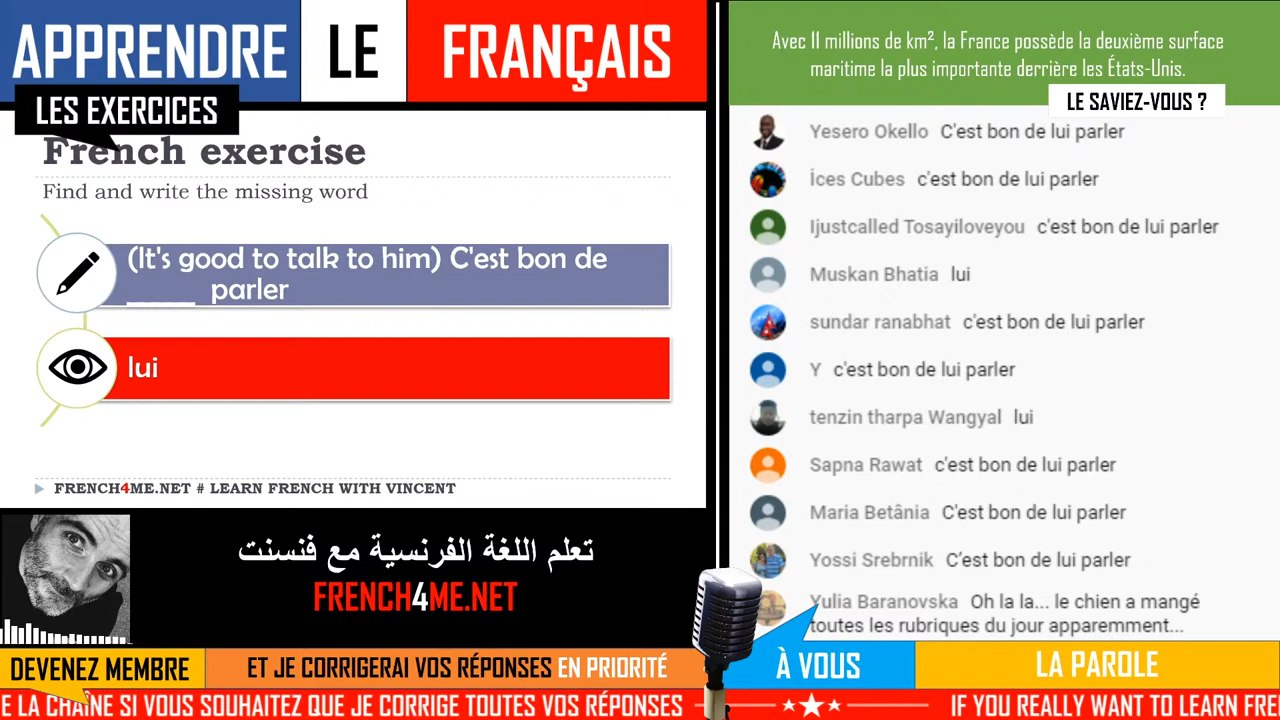 APPRENDRE LE FRANÇAIS
LES EXERCICES
French exercise
Find and write the missing word
(It's good to talk to him) C'est bon de
_____ parler
lui
FRENCH4ME.NET # LEARN FRENCH WITH VINCENT
تعلم اللغة الفرنسية مع فنسنت
FRENCH4ME.NET
Avec 11 millions de km², la France possède la deuxième surface
maritime la plus importante derrière les États-Unis.
LE SAVIEZ-VOUS ?
Yesero Okello C'est bon de lui parler
İces Cubes c'est bon de lui parler
Ijustcalled Tosayiloveyou c'est bon de lui parler
Muskan Bhatia lui
sundar ranabhat c'est bon de lui parler
Y c'est bon de lui parler
tenzin tharpa Wangyal lui
Sapna Rawat c'est bon de lui parler
Maria Betânia C'est bon de lui parler
Yossi Srebrnik C'est bon de lui parler
Yulia Baranovska Oh la la... le chien a mangé
toutes les rubriques du jour apparemment...
DEVENEZ MEMBRE ET JE CORRIGERAI VOS RÉPONSES EN PRIORITÉ
À VOUS LA PAROLE
E LA CHAÎNE SI VOUS SOUHAITEZ QUE JE CORRIGE TOUTES VOS RÉPONSES IF YOU REALLY WANT TO LEARN FRE